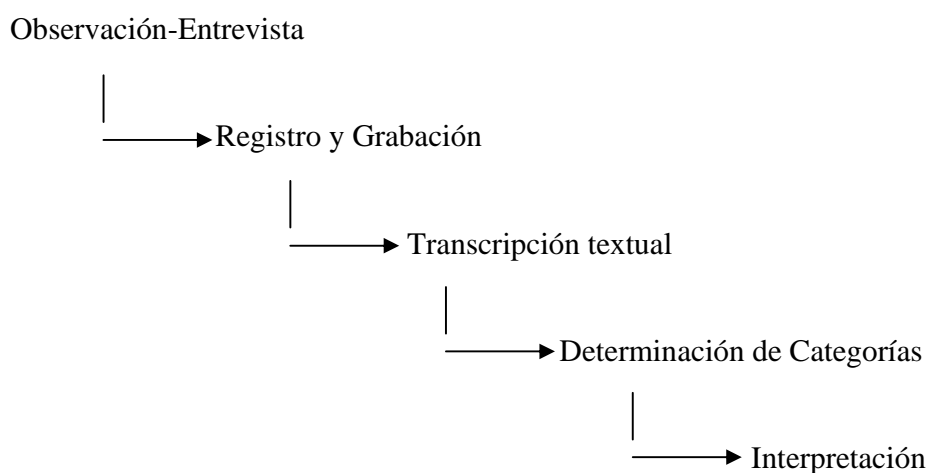 Observación-Entrevista
Registro y Grabación
Transcripción textual
Determinación de Categorías
Interpretación